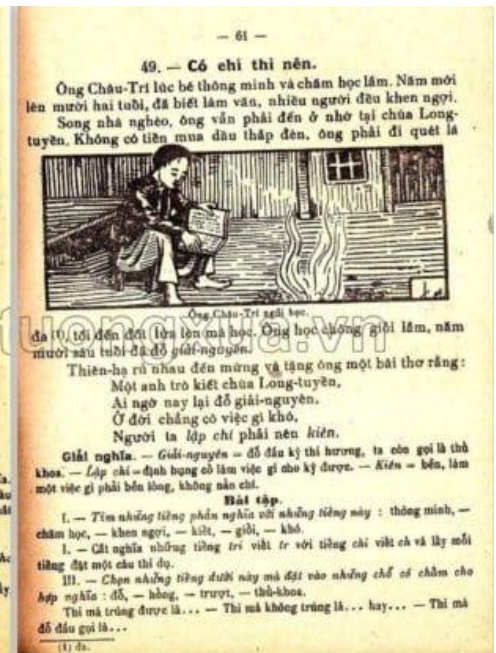 — 61 —
49. — Có chí thì nên.
Ông Châu-Trí lúc bé thông minh và chăm học lắm. Năm mới
lên mười hai tuổi, đã biết làm văn, nhiều người đều khen ngợi.
Song nhà nghèo, ông vẫn phải đến ở nhờ tại chùa Long-
tuyền. Không có tiền mua dầu thắp đèn, ông phải đi quét lá
Ông Châu-Trí ngồi học.
đa (1), tối đến đốt lửa lên mà học. Ông học chóng giỏi lắm, năm
mười sáu tuổi đã đỗ giải-nguyên.
Thiên-hạ rủ nhau đến mừng và tặng ông một bài thơ rằng :
Một anh trò kiết chùa Long-tuyền,
Ai ngờ nay lại đỗ giải-nguyên.
Ở đời chẳng có việc gì khó,
Người ta lập chí phải nên kiên.
Giải nghĩa. — Giải-nguyên = đỗ đầu kỳ thi hương, ta còn gọi là thủ
khoa. — Lập chí = định bụng cố làm việc gì cho kỳ được. — Kiên = bền, làm
một việc gì phải bền lòng, không nản chí.
Bài tập.
I. — Tìm những tiếng phản nghĩa với những tiếng này : thông minh, —
chăm học, — khen ngợi, — kiết, — giỏi, — khó.
I. — Cắt nghĩa những tiếng trí viết tr với tiếng chí viết ch và lấy mỗi
tiếng đặt một câu thí dụ.
III. — Chọn những tiếng dưới này mà đặt vào những chỗ có chấm cho
hợp nghĩa : đỗ, — hỏng, — trượt, — thủ-khoa.
Thi mà trúng được là... — Thi mà không trúng là... hay... — Thi mà
đỗ đầu gọi là...
(1) đa.
tuongxua.vn